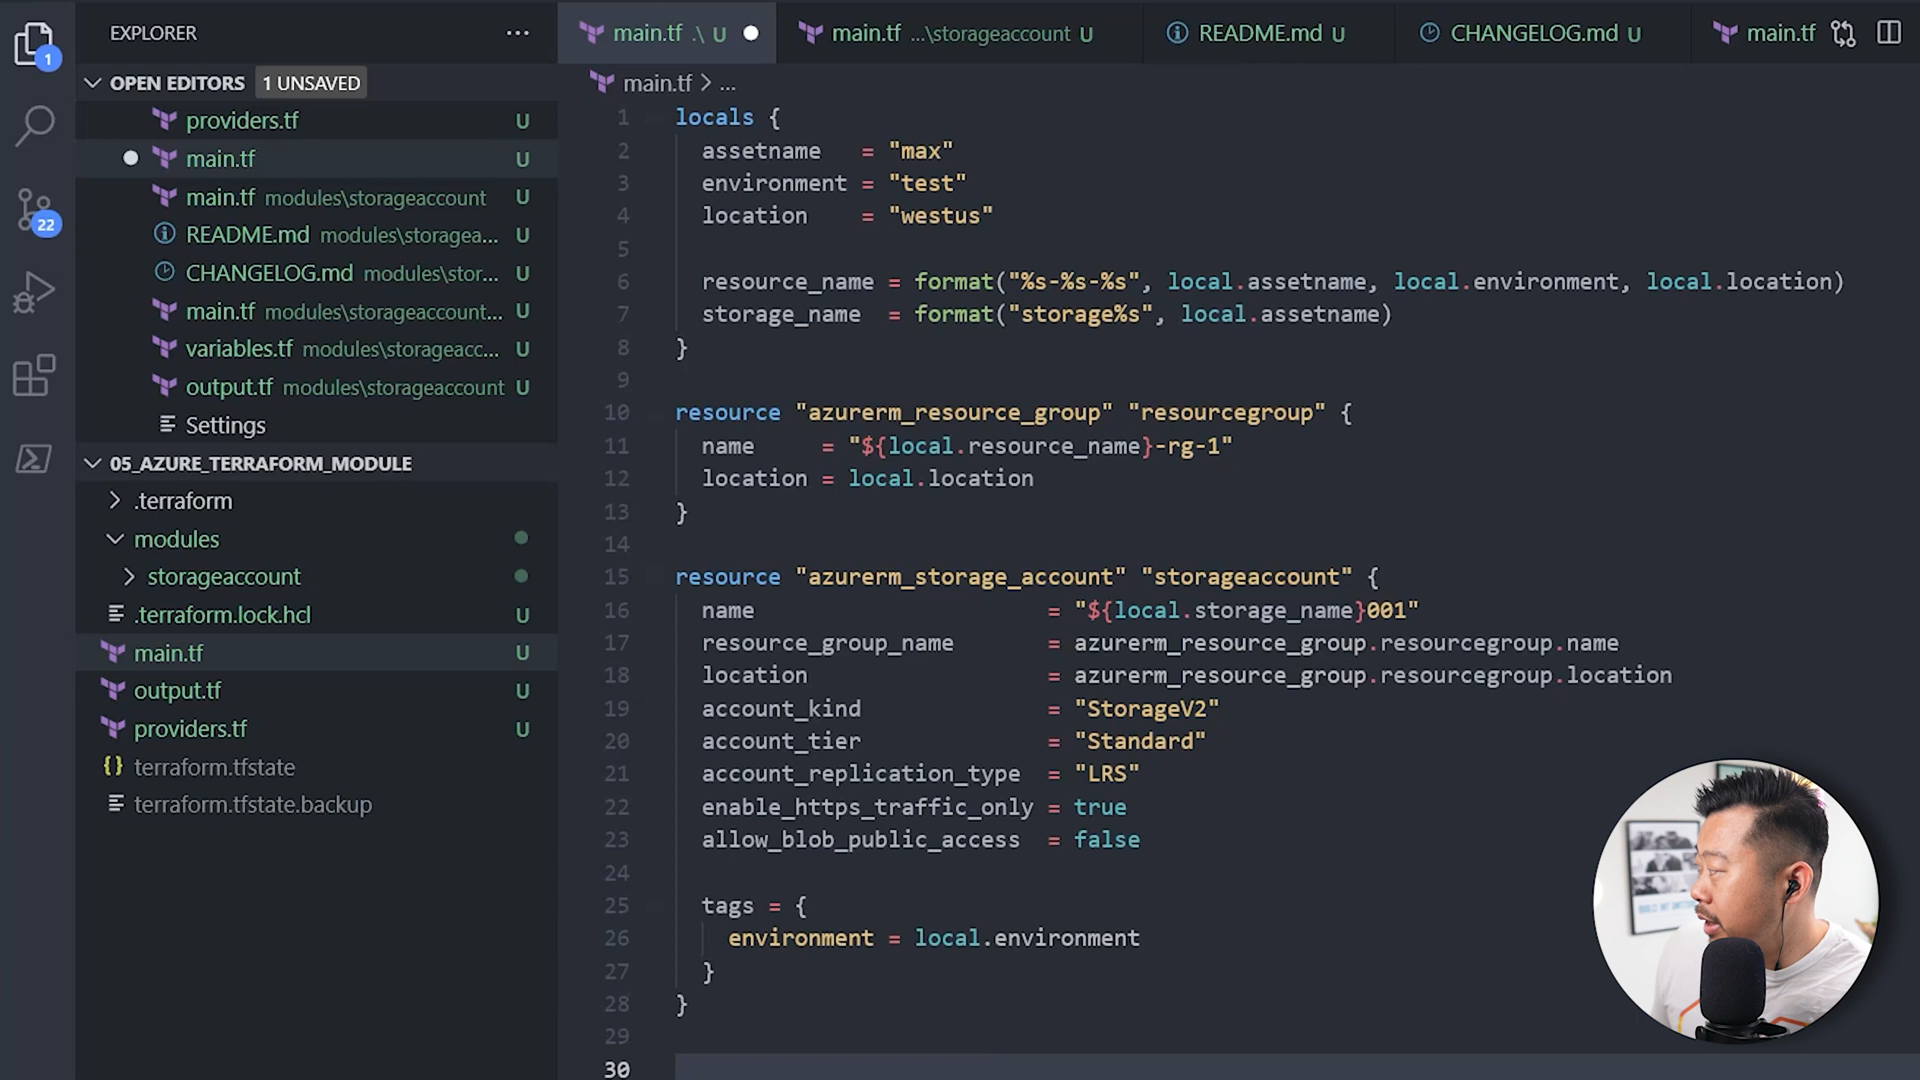 EXPLORER
OPEN EDITORS 1 UNSAVED
providers.tf U
main.tf U
main.tf modules\storageaccount U
README.md modules\storagea... U
CHANGELOG.md modules\stor... U
main.tf modules\storageaccount... U
variables.tf modules\storageacc... U
output.tf modules\storageaccount U
Settings
05_AZURE_TERRAFORM_MODULE
.terraform
modules
storageaccount
.terraform.lock.hcl U
main.tf U
output.tf U
providers.tf U
terraform.tfstate
terraform.tfstate.backup
1
22
main.tf .\ U
main.tf ...\storageaccount U
README.md U
CHANGELOG.md U
main.tf
main.tf > ...
1 locals {
2 assetname = "max"
3 environment = "test"
4 location = "westus"
5
6 resource_name = format("%s-%s-%s", local.assetname, local.environment, local.location)
7 storage_name = format("storage%s", local.assetname)
8 }
9
10 resource "azurerm_resource_group" "resourcegroup" {
11 name = "${local.resource_name}-rg-1"
12 location = local.location
13 }
14
15 resource "azurerm_storage_account" "storageaccount" {
16 name = "${local.storage_name}001"
17 resource_group_name = azurerm_resource_group.resourcegroup.name
18 location = azurerm_resource_group.resourcegroup.location
19 account_kind = "StorageV2"
20 account_tier = "Standard"
21 account_replication_type = "LRS"
22 enable_https_traffic_only = true
23 allow_blob_public_access = false
24
25 tags = {
26 environment = local.environment
27 }
28 }
29
30